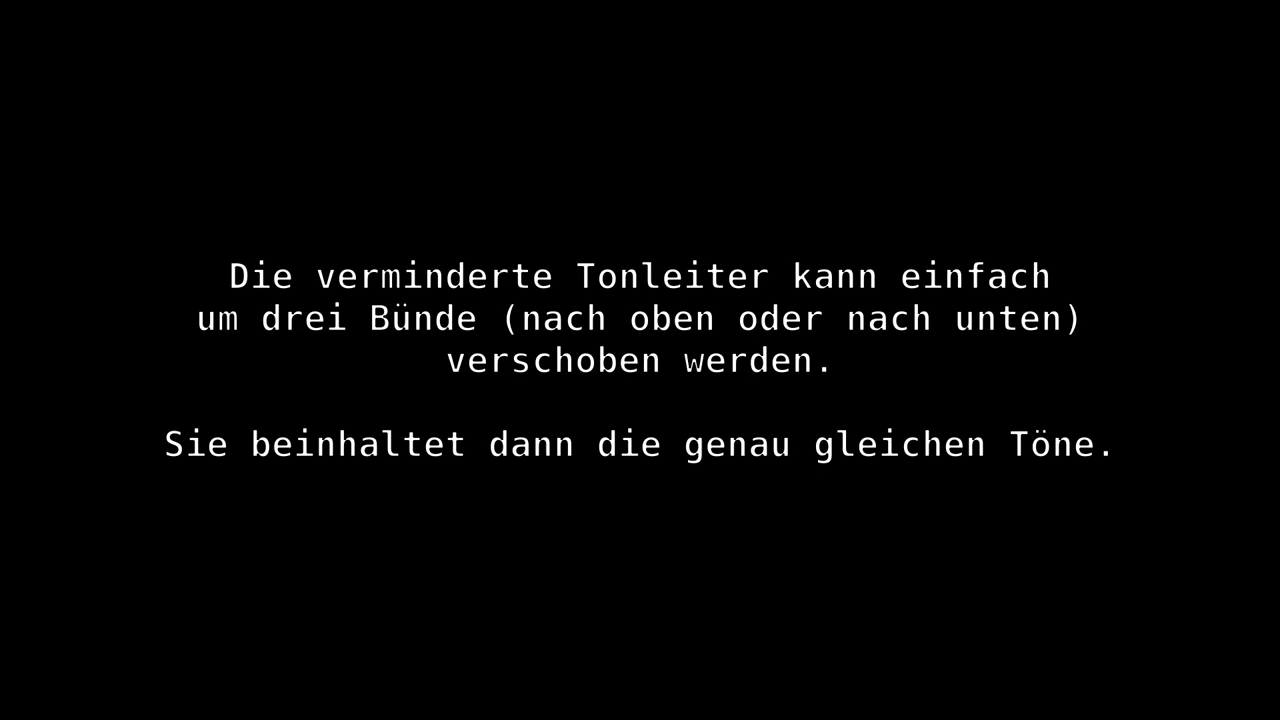 Die verminderte Tonleiter kann einfach
um drei Bünde (nach oben oder nach unten)
verschoben werden.
Sie beinhaltet dann die genau gleichen Töne.